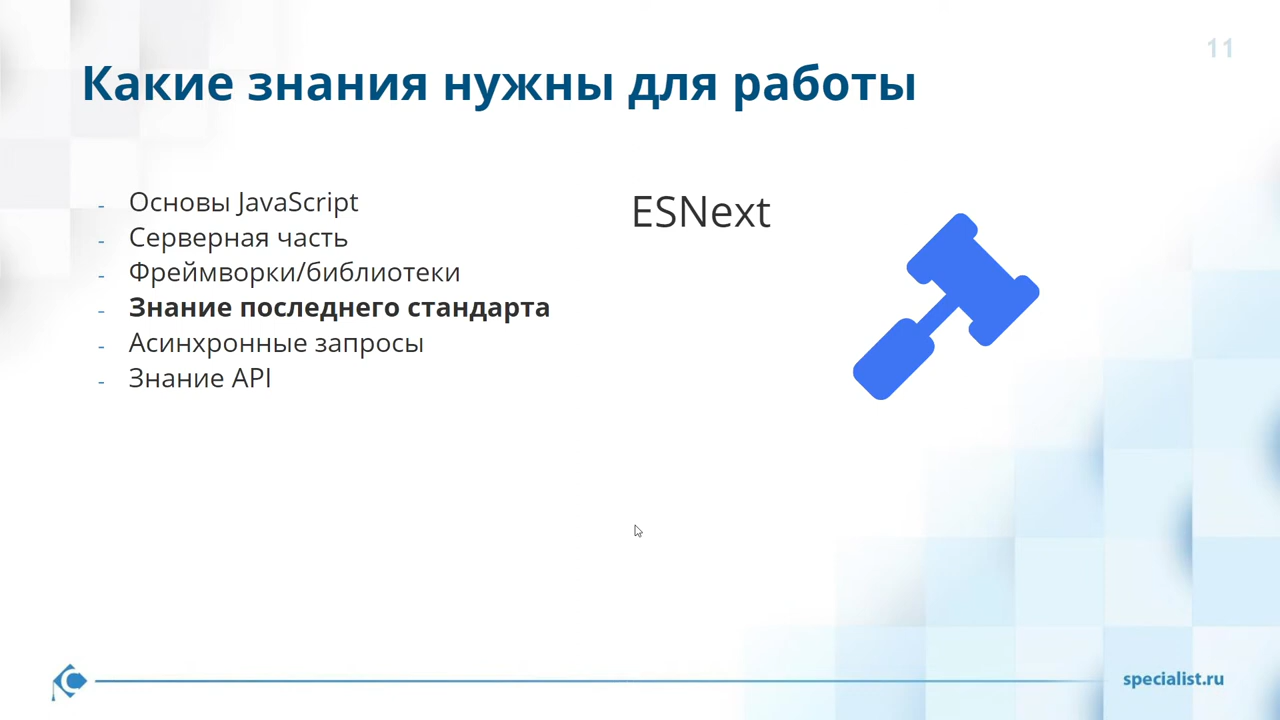 11
Какие знания нужны для работы
- Основы JavaScript
- Серверная часть
- Фреймворки/библиотеки
- Знание последнего стандарта
- Асинхронные запросы
- Знание API
ESNext
specialist.ru